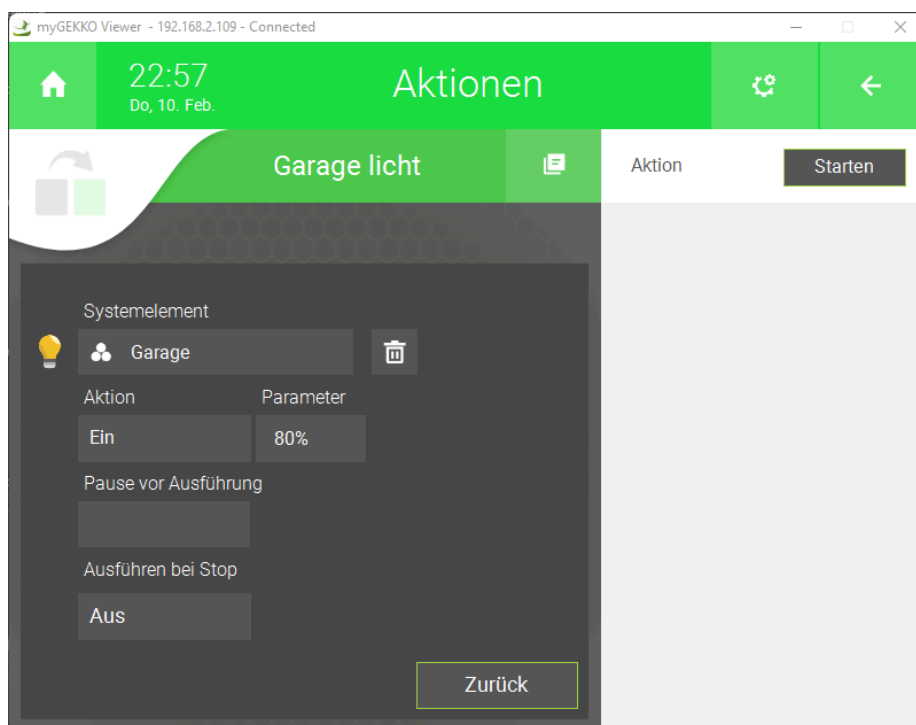 myGEKKO Viewer - 192.168.2.109 - Connected
22:57
Do, 10. Feb.
Aktionen
Garage licht
Aktion
Starten
Systemelement
Garage
Aktion
Parameter
Ein
80%
Pause vor Ausführung
Ausführen bei Stop
Aus
Zurück